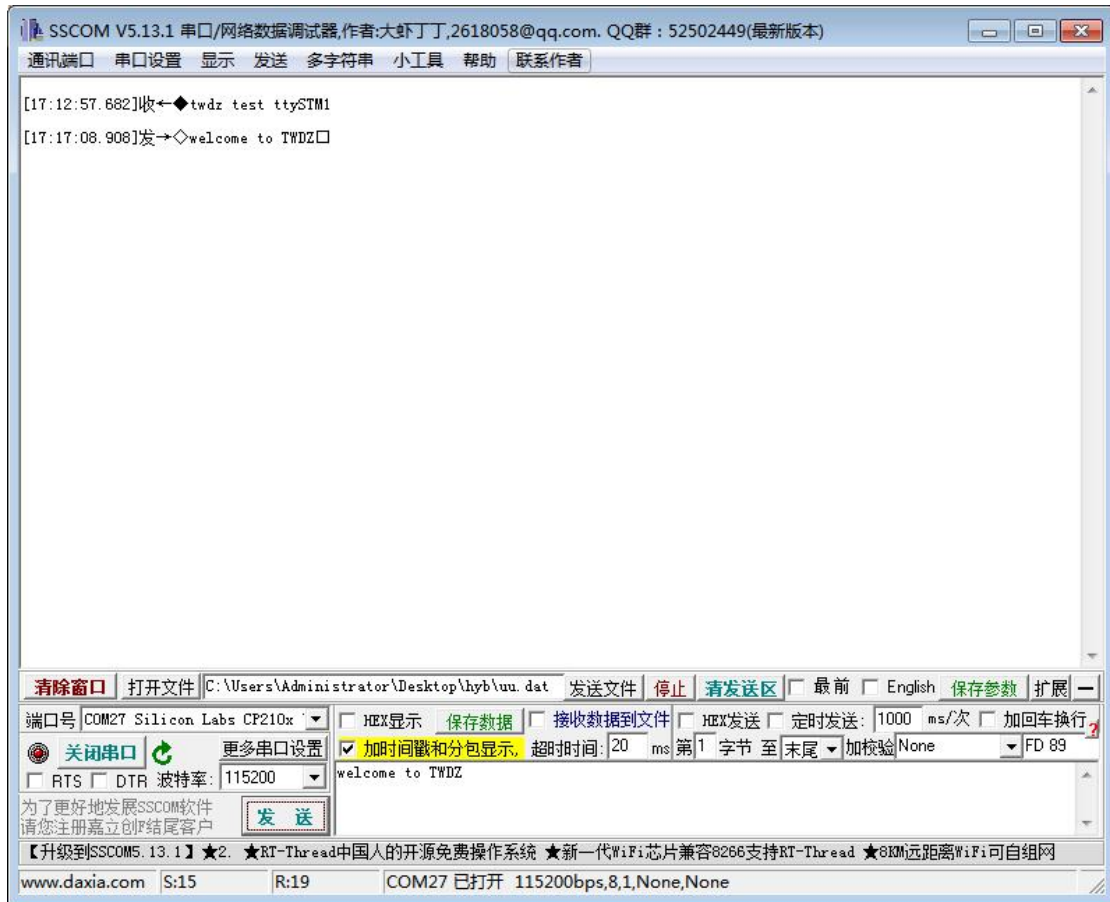 SSCOM V5.13.1 串口/网络数据调试器,作者:大虾丁丁,2618058@qq.com. QQ群：52502449(最新版本)
通讯端口 串口设置 显示 发送 多字符串 小工具 帮助 联系作者
[17:12:57.682]收←◆twdz test ttySTM1
[17:17:08.908]发→◇welcome to TWDZ□
清除窗口 打开文件 C:\Users\Administrator\Desktop\hyb\uu.dat 发送文件 停止 清发送区 最前 English 保存参数 扩展 —
端口号 COM27 Silicon Labs CP210x HEX显示 保存数据 接收数据到文件 HEX发送 定时发送: 1000 ms/次 加回车换行 ?
关闭串口 更多串口设置 加时间戳和分包显示, 超时时间: 20 ms 第1 字节 至 末尾 加校验 None FD 89
RTS DTR 波特率: 115200 welcome to TWDZ
为了更好地发展SSCOM软件
请您注册嘉立创F结尾客户
发 送
【升级到SSCOM5.13.1】★2. ★RT-Thread中国人的开源免费操作系统 ★新一代WiFi芯片兼容8266支持RT-Thread ★8KM远距离WiFi可自组网
www.daxia.com S:15 R:19 COM27 已打开 115200bps,8,1,None,None